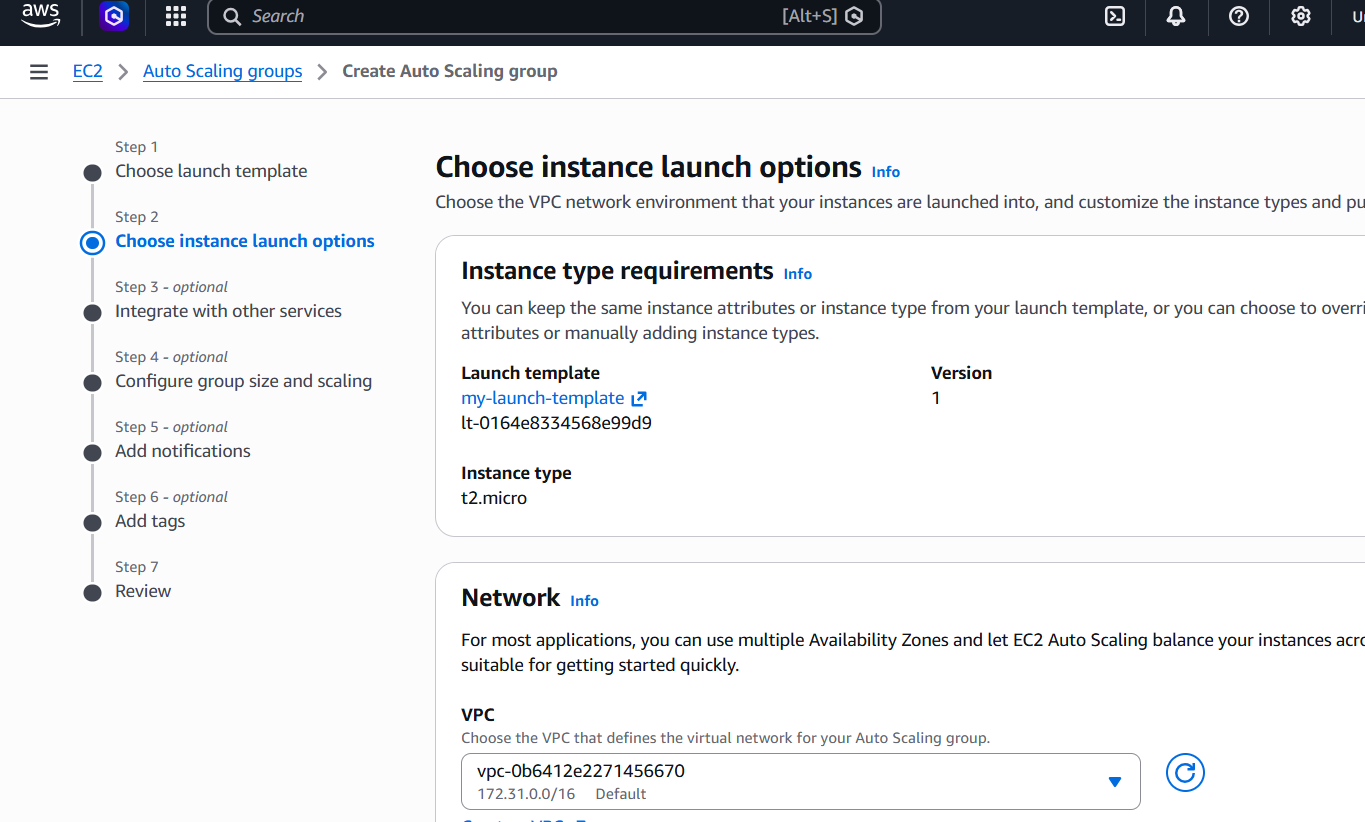 aws
Search [Alt+S]
EC2 > Auto Scaling groups > Create Auto Scaling group
Step 1
Choose launch template
Step 2
Choose instance launch options
Step 3 - optional
Integrate with other services
Step 4 - optional
Configure group size and scaling
Step 5 - optional
Add notifications
Step 6 - optional
Add tags
Step 7
Review
Choose instance launch options Info
Choose the VPC network environment that your instances are launched into, and customize the instance types and pu
Instance type requirements Info
You can keep the same instance attributes or instance type from your launch template, or you can choose to overri
attributes or manually adding instance types.
Launch template
my-launch-template
lt-0164e8334568e99d9
Version
1
Instance type
t2.micro
Network Info
For most applications, you can use multiple Availability Zones and let EC2 Auto Scaling balance your instances acro
suitable for getting started quickly.
VPC
Choose the VPC that defines the virtual network for your Auto Scaling group.
vpc-0b6412e2271456670
172.31.0.0/16 Default